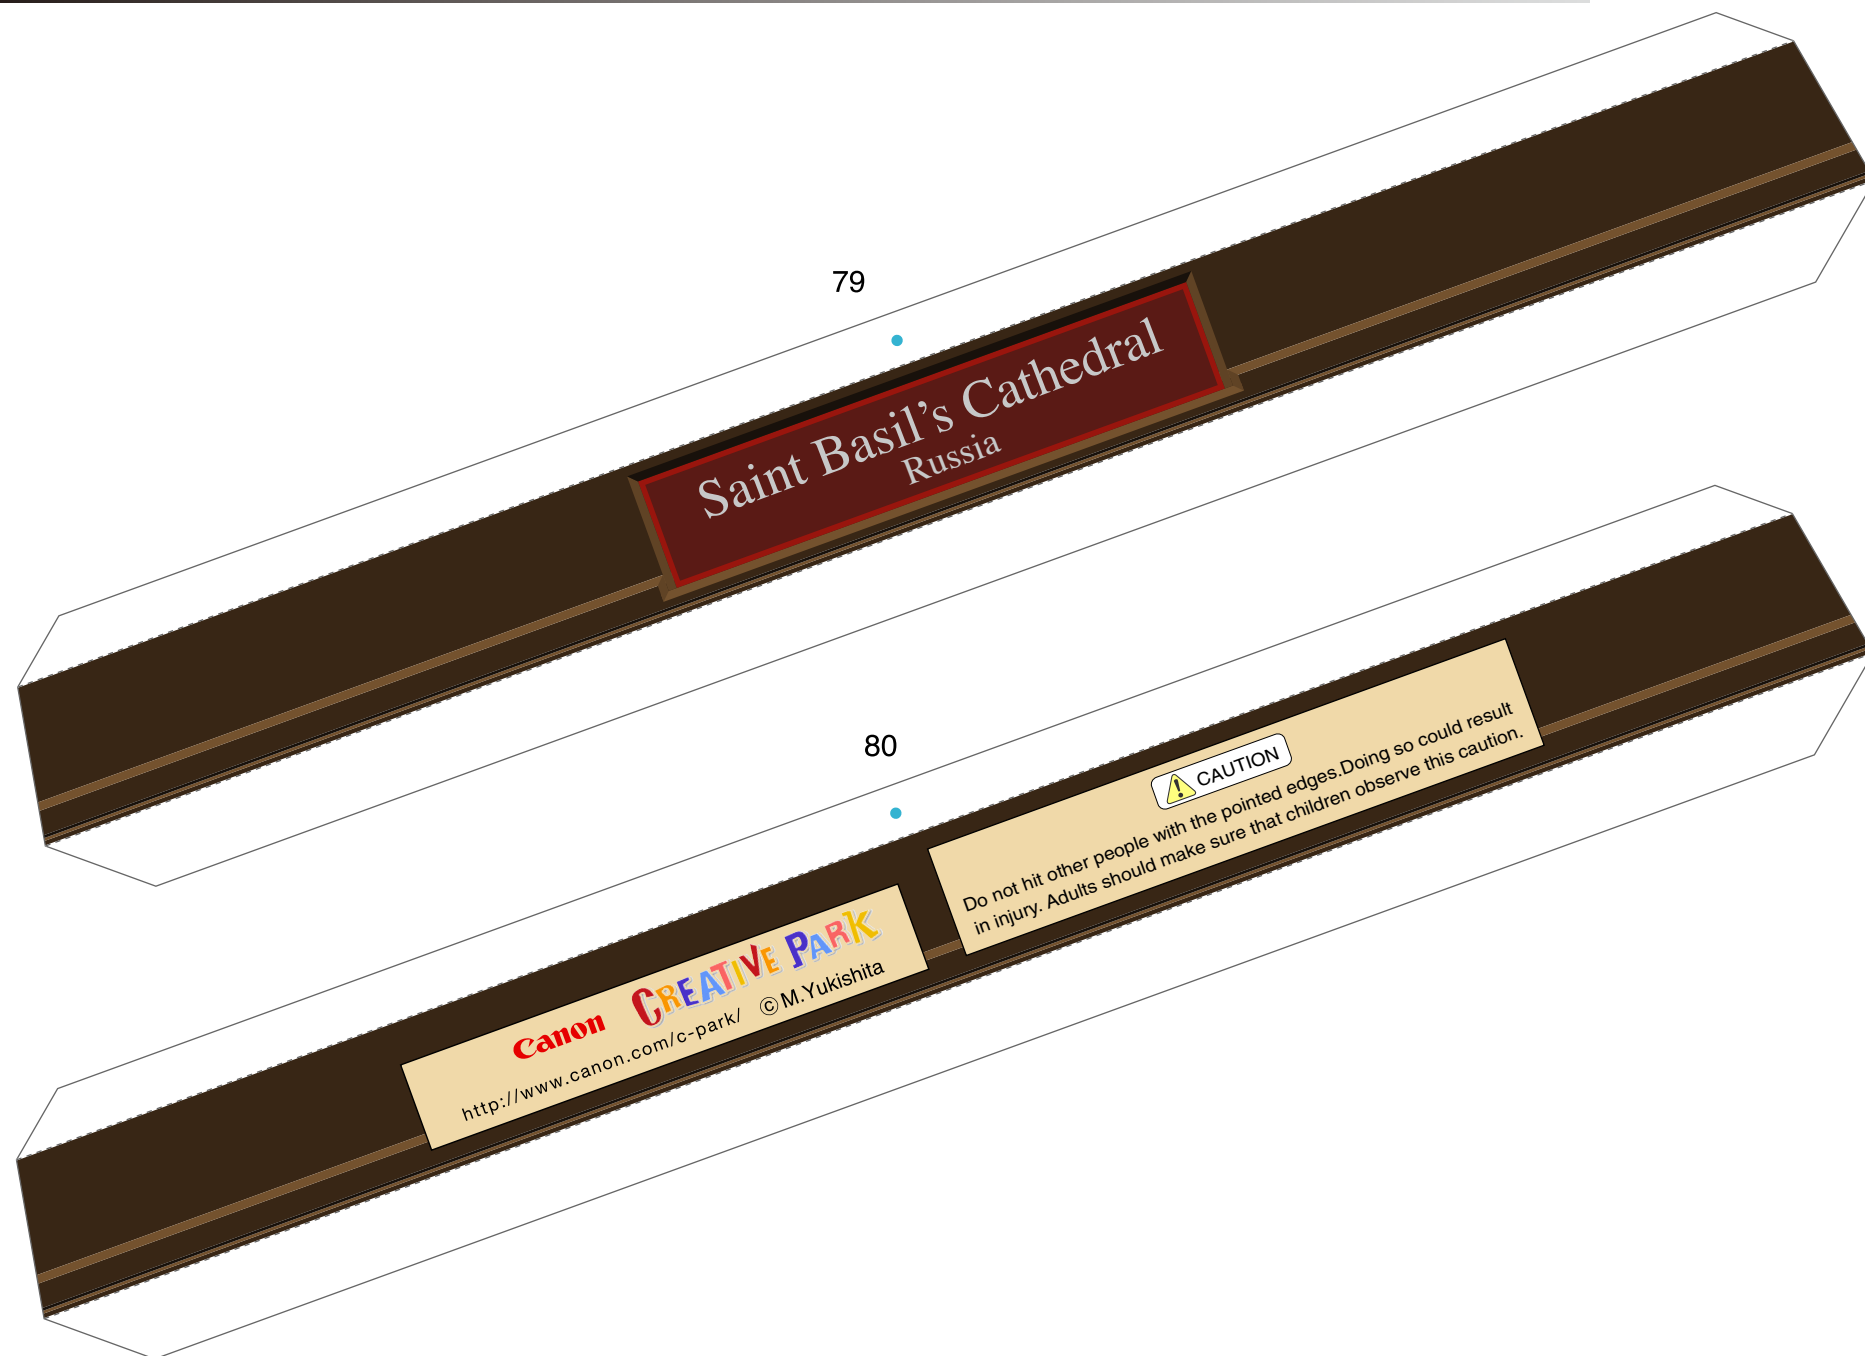 79
Saint Basil’s Cathedral
Russia
80
CAUTION
Do not hit other people with the pointed edges.Doing so could result
in injury. Adults should make sure that children observe this caution.
Canon CREATIVE PARK
http://www.canon.com/c-park/ ©M.Yukishita